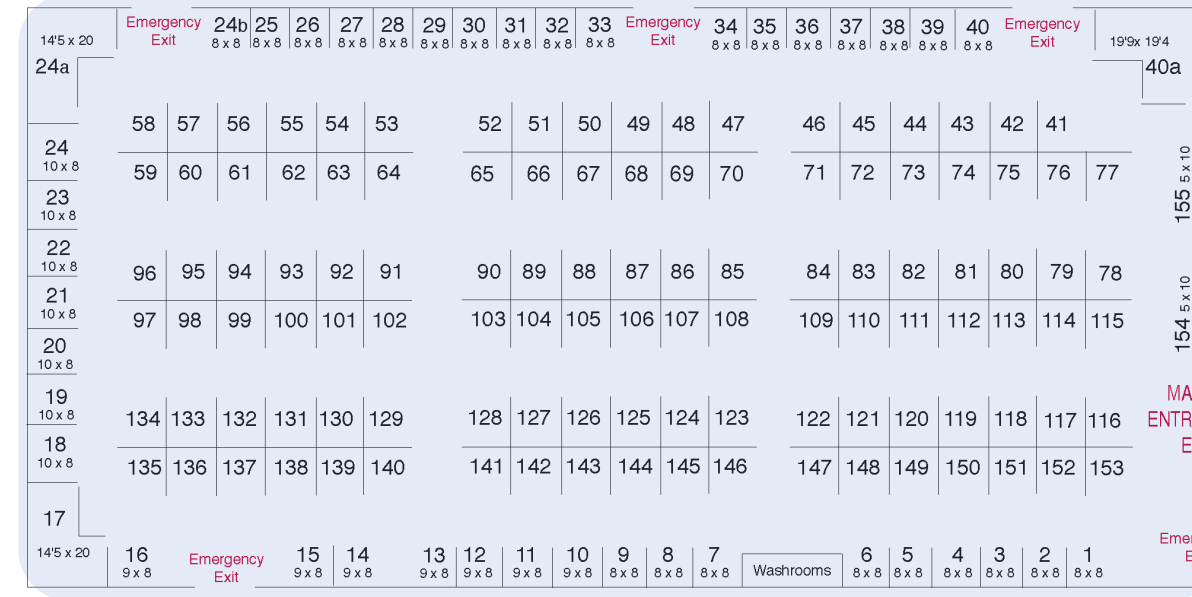 14'5 x 20
24a
Emergency
Exit
24b 25 26 27 28 29 30 31 32 33
8 x 8 8 x 8 8 x 8 8 x 8 8 x 8 8 x 8 8 x 8 8 x 8 8 x 8 8 x 8
Emergency
Exit
34 35 36 37 38 39 40
8 x 8 8 x 8 8 x 8 8 x 8 8 x 8 8 x 8 8 x 8
Emergency
Exit
19'9x 19'4
40a
58 57 56 55 54 53 52 51 50 49 48 47 46 45 44 43 42 41
59 60 61 62 63 64 65 66 67 68 69 70 71 72 73 74 75 76 77
24
10 x 8
23
10 x 8
22
10 x 8
21
10 x 8
20
10 x 8
19
10 x 8
18
10 x 8
17
14'5 x 20
155 5 x 10
154 5 x 10
96 95 94 93 92 91 90 89 88 87 86 85 84 83 82 81 80 79 78
97 98 99 100 101 102 103 104 105 106 107 108 109 110 111 112 113 114 115
134 133 132 131 130 129 128 127 126 125 124 123 122 121 120 119 118 117 116
135 136 137 138 139 140 141 142 143 144 145 146 147 148 149 150 151 152 153
MA
ENTR
E
16
9 x 8
Emergency
Exit
15 14 13 12 11 10 9 8 7
9 x 8 9 x 8 9 x 8 9 x 8 9 x 8 9 x 8 8 x 8 8 x 8 8 x 8
Washrooms
6 5 4 3 2 1
8 x 8 8 x 8 8 x 8 8 x 8 8 x 8 8 x 8
Emer
E